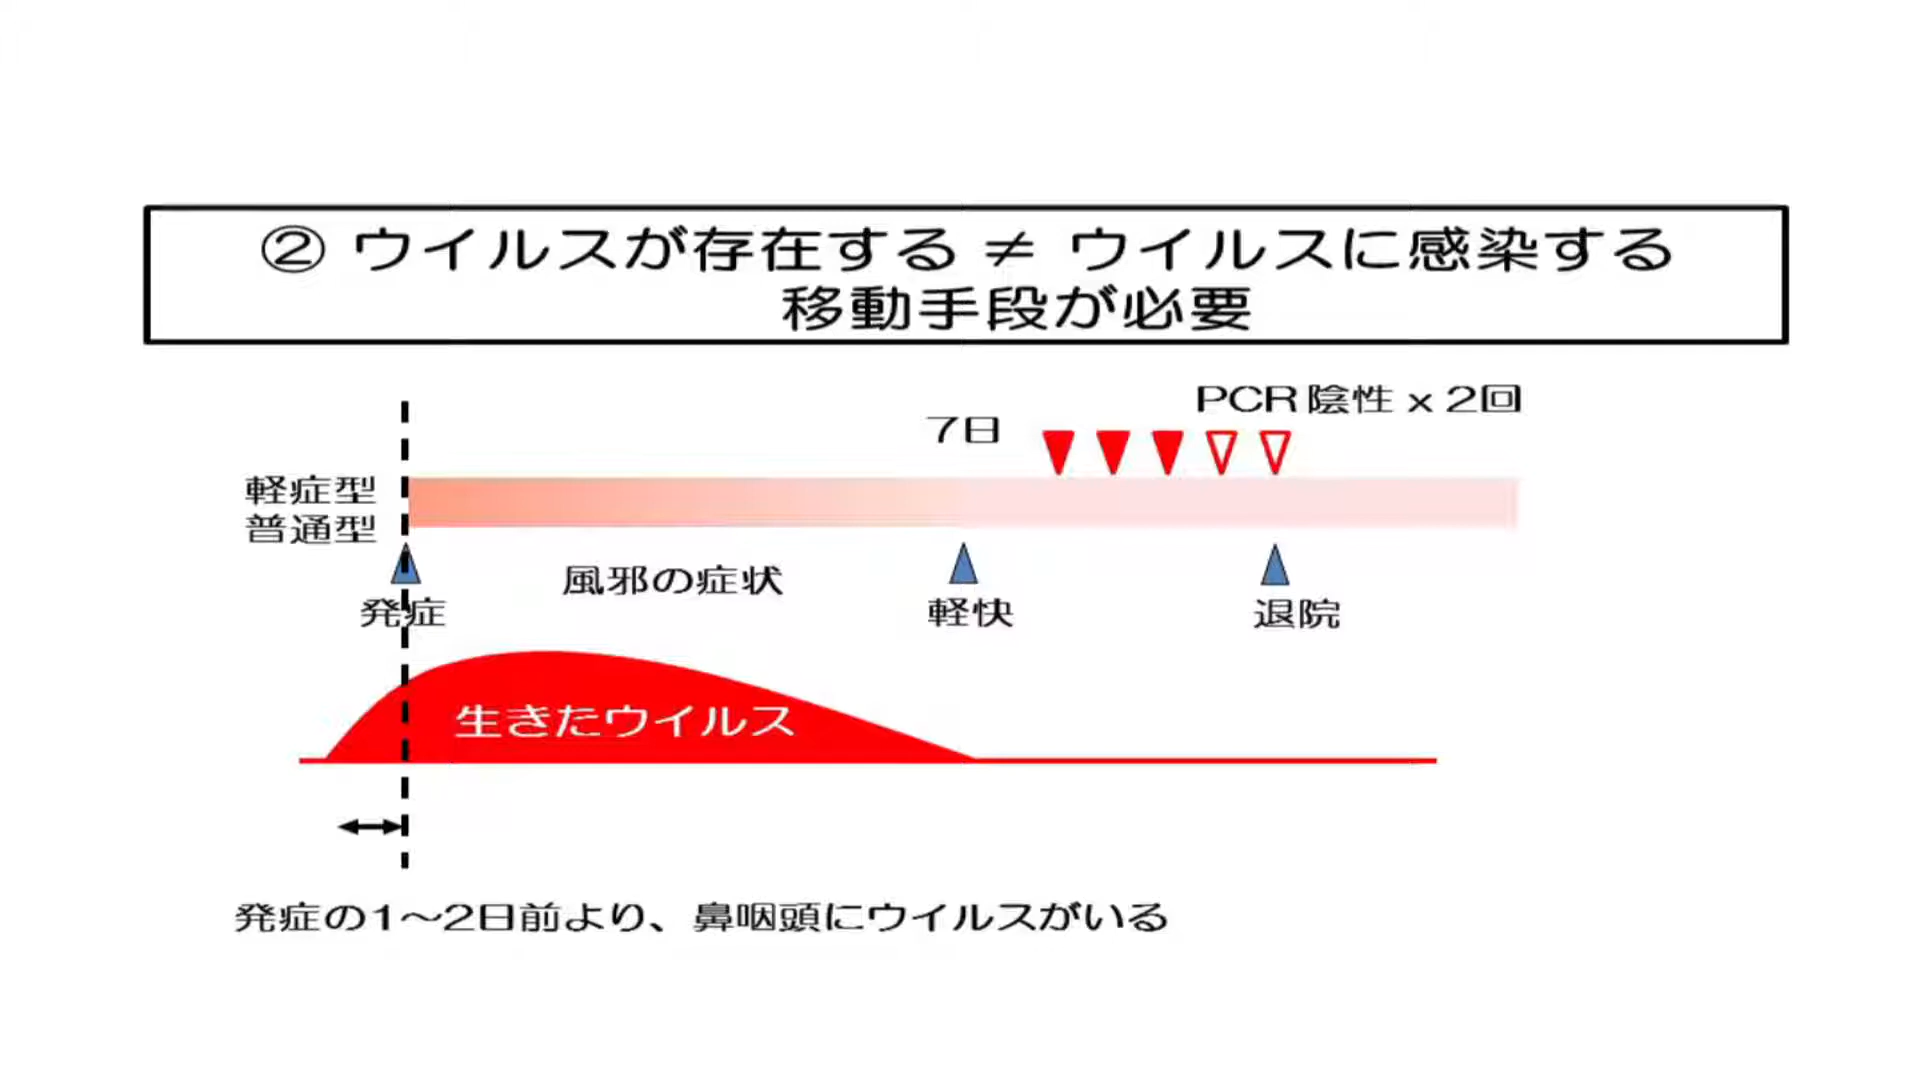 ② ウイルスが存在する ≠ ウイルスに感染する
移動手段が必要
PCR 陰性 x 2回
7日
軽症型
普通型
風邪の症状
発症
軽快
退院
生きたウイルス
発症の1～2日前より、鼻咽頭にウイルスがいる